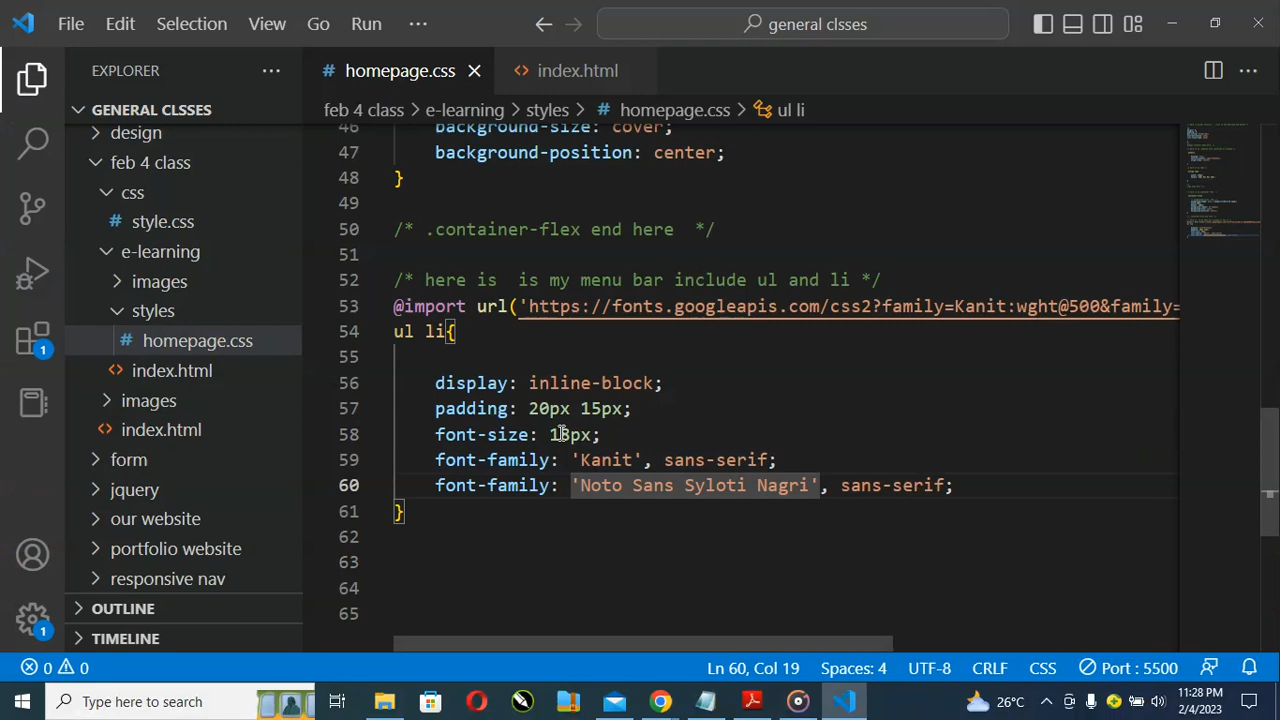 File Edit Selection View Go Run ··· general clsses
EXPLORER ···
# homepage.css × <> index.html ···
GENERAL CLSSES
feb 4 class > e-learning > styles > # homepage.css > ul li
design
feb 4 class
css
# style.css
e-learning
images
styles
# homepage.css
<> index.html
images
<> index.html
form
jquery
our website
portfolio website
responsive nav
OUTLINE
TIMELINE
46 background-size: cover;
47 background-position: center;
48 }
49
50 /* .container-flex end here  */
51
52 /* here is  is my menu bar include ul and li */
53 @import url('https://fonts.googleapis.com/css2?family=Kanit:wght@500&family=
54 ul li{
55
56 display: inline-block;
57 padding: 20px 15px;
58 font-size: 18px;
59 font-family: 'Kanit', sans-serif;
60 font-family: 'Noto Sans Syloti Nagri', sans-serif;
61 }
62
63
64
65
1
1
0 0 Ln 60, Col 19 Spaces: 4 UTF-8 CRLF CSS Port : 5500
Type here to search 26°C 11:28 PM
2/4/2023